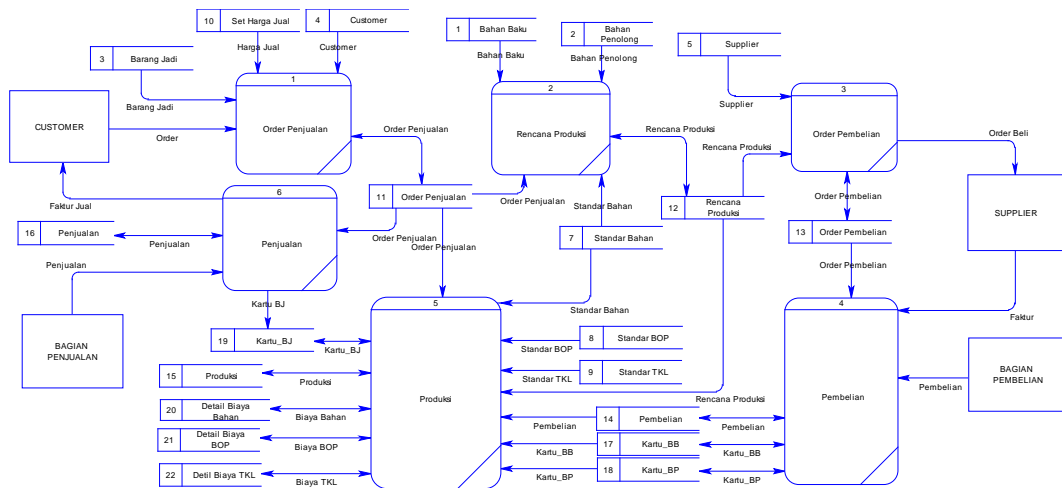 10 Set Harga Jual
4 Customer
1 Bahan Baku
2 Bahan
Penolong
5 Supplier
3 Barang Jadi
Harga Jual
Customer
Bahan Baku
Bahan Penolong
Supplier
Barang Jadi
1
Order Penjualan
2
Rencana Produksi
3
Order Pembelian
CUSTOMER
Order
Order Penjualan
Rencana Produksi
Rencana Produksi
Order Beli
Faktur Jual
6
Penjualan
11 Order Penjualan
Order Penjualan
Standar Bahan
12 Rencana
Produksi
SUPPLIER
16 Penjualan
Penjualan
Order Penjualan
Order Penjualan
7 Standar Bahan
Order Pembelian
13 Order Pembelian
Penjualan
Order Pembelian
Kartu BJ
5
Produksi
Standar Bahan
4
Pembelian
Faktur
BAGIAN
PENJUALAN
19 Kartu_BJ
Kartu_BJ
8 Standar BOP
Standar BOP
15 Produksi
Produksi
9 Standar TKL
Standar TKL
BAGIAN
PEMBELIAN
Pembelian
Rencana Produksi
20 Detail Biaya
Bahan
Biaya Bahan
14 Pembelian
Pembelian
Pembelian
21 Detail Biaya
BOP
Biaya BOP
17 Kartu_BB
Kartu_BB
Kartu_BB
22 Detil Biaya TKL
Biaya TKL
18 Kartu_BP
Kartu_BP
Kartu_BP